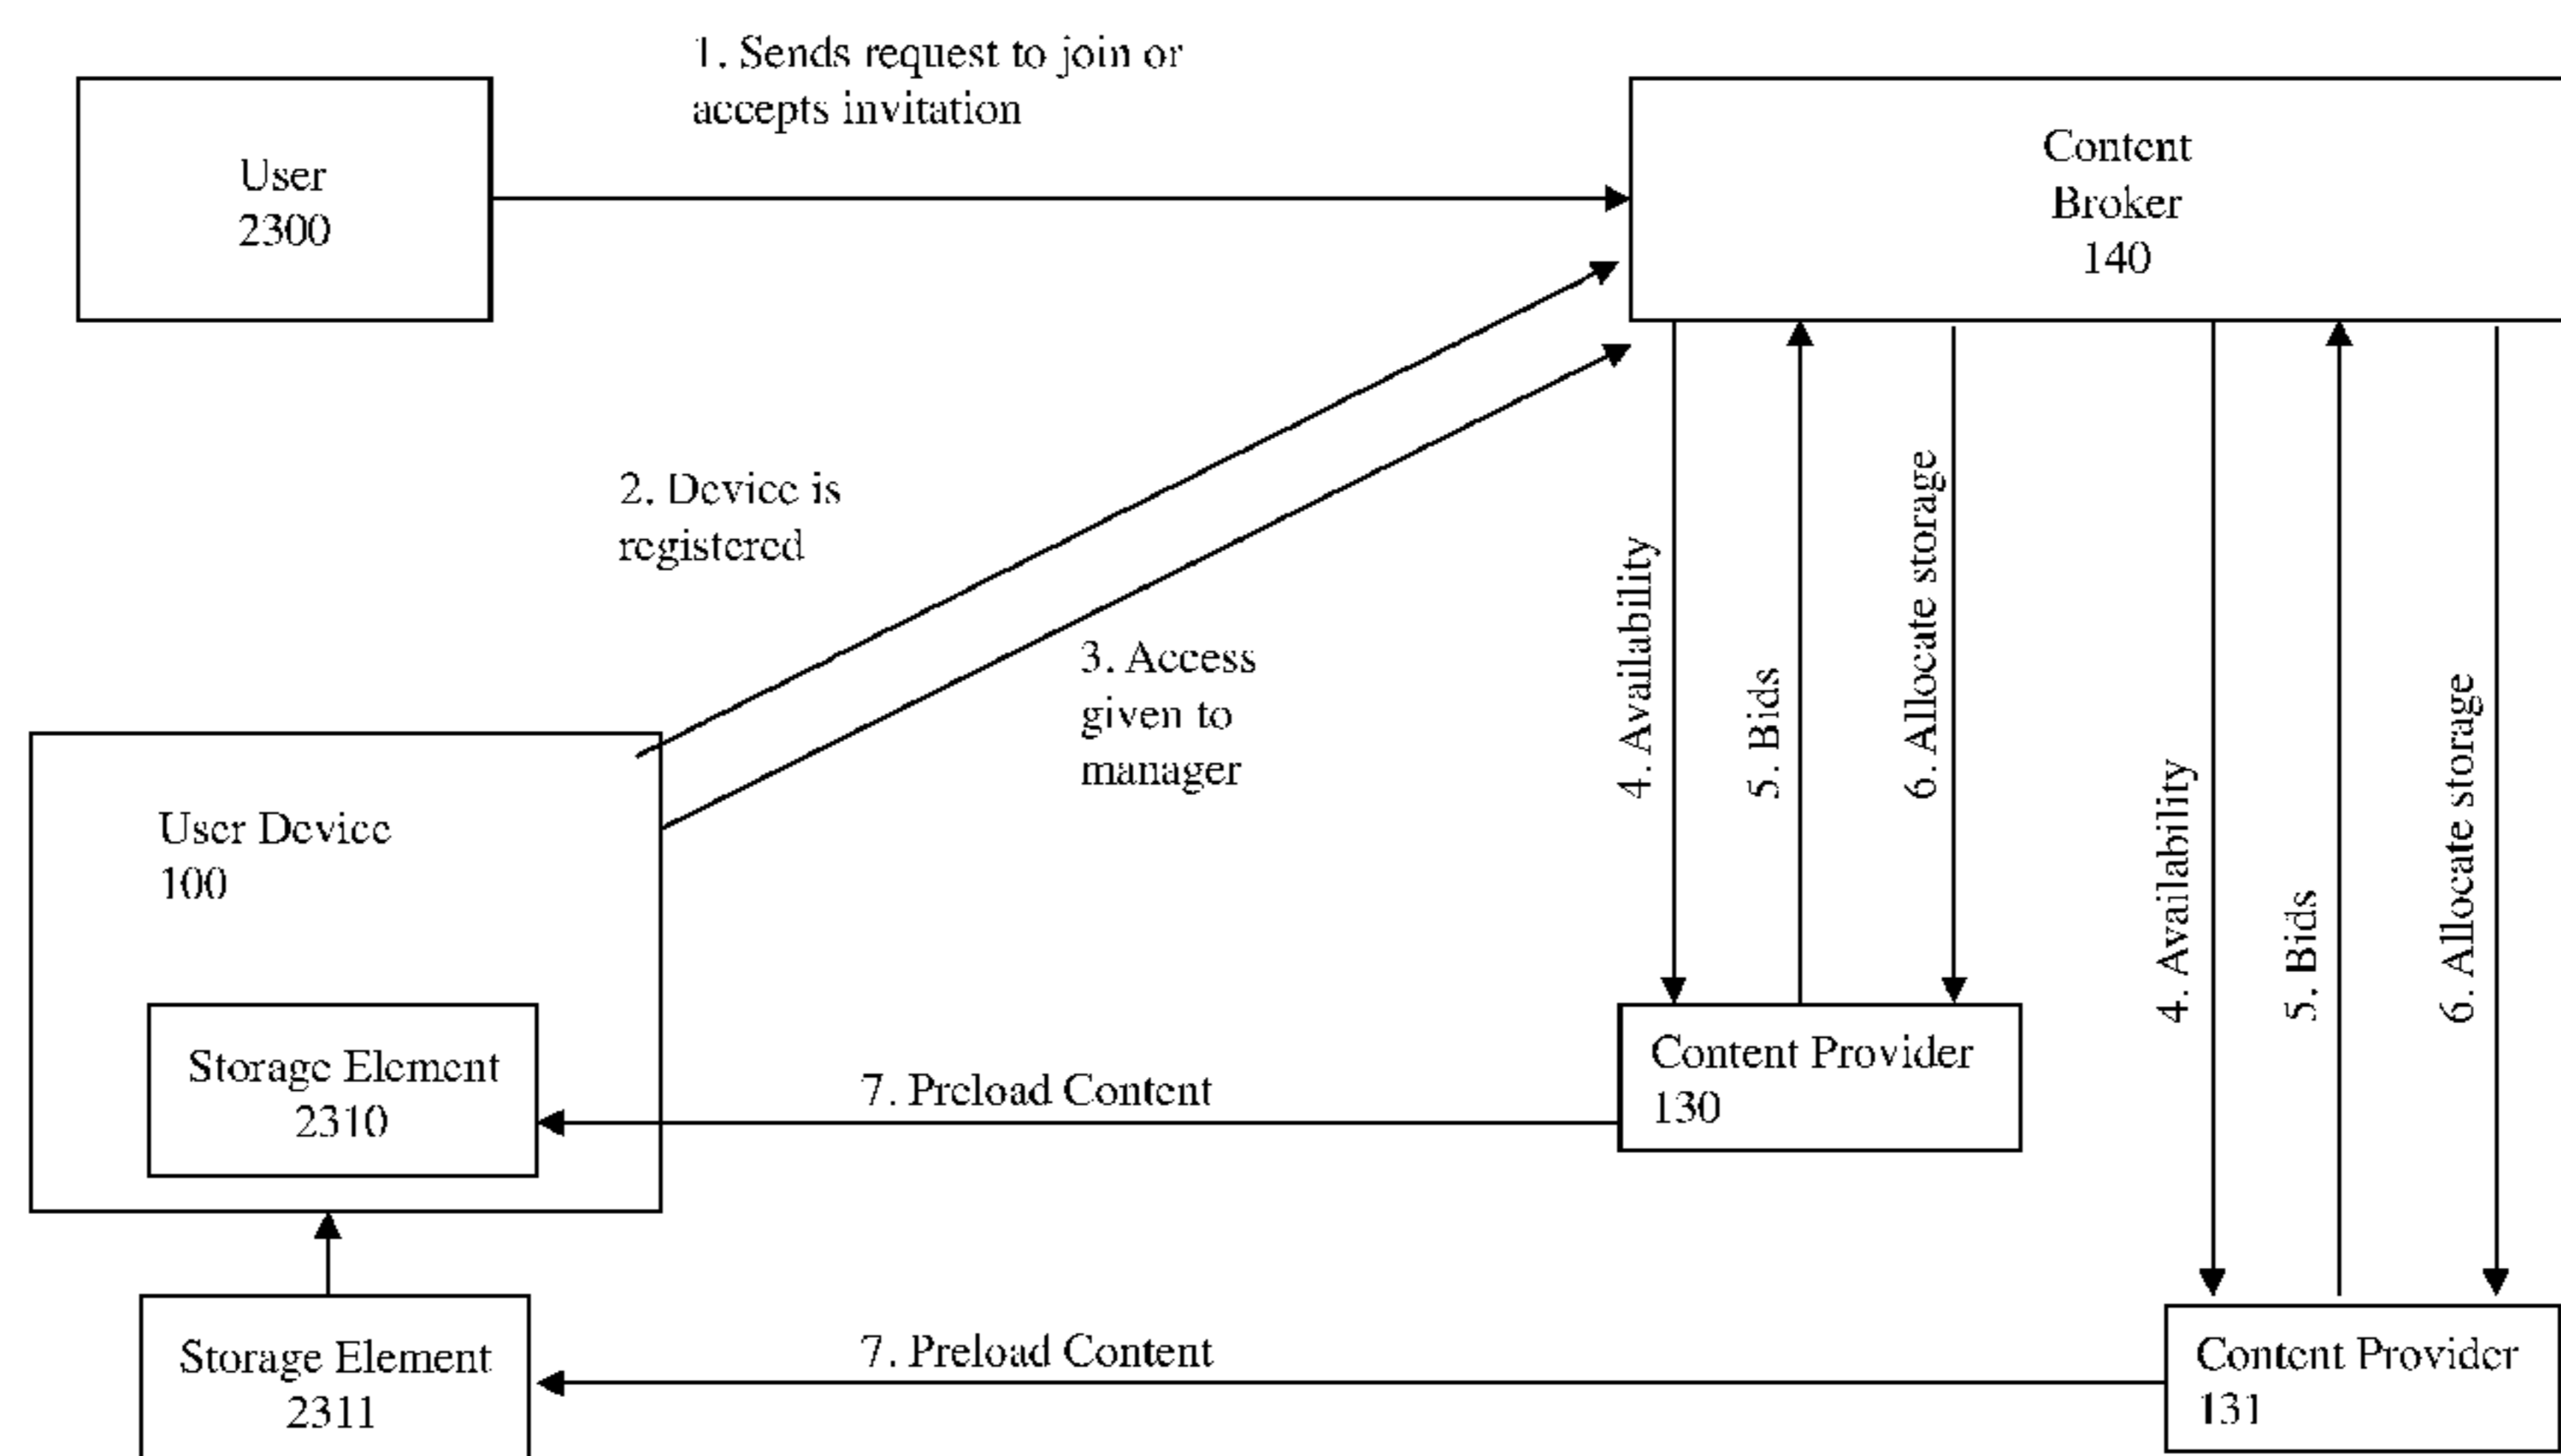 1. Sends request to join or
accepts invitation
User
2300
Content
Broker
140
2. Device is
registered
3. Access
given to
manager
4. Availability
5. Bids
6. Allocate storage
4. Availability
5. Bids
6. Allocate storage
User Device
100
Storage Element
2310
7. Preload Content
Content Provider
130
Storage Element
2311
7. Preload Content
Content Provider
131